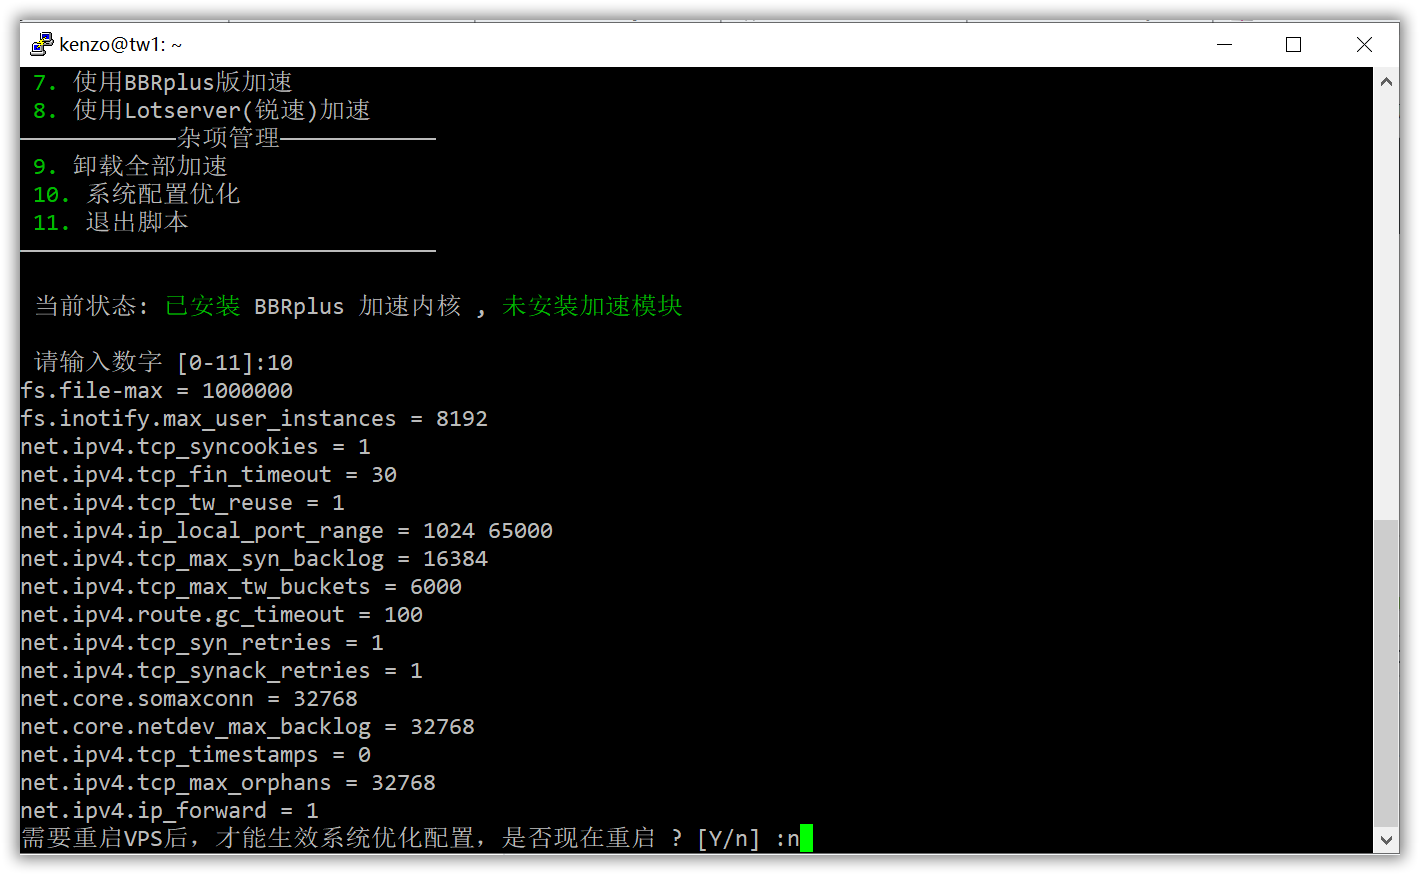 kenzo@tw1: ~
7. 使用BBRplus版加速
8. 使用Lotserver(锐速)加速
————————————杂项管理————————————
9. 卸载全部加速
10. 系统配置优化
11. 退出脚本
————————————————————————————————
当前状态: 已安装 BBRplus 加速内核 , 未安装加速模块
请输入数字 [0-11]:10
fs.file-max = 1000000
fs.inotify.max_user_instances = 8192
net.ipv4.tcp_syncookies = 1
net.ipv4.tcp_fin_timeout = 30
net.ipv4.tcp_tw_reuse = 1
net.ipv4.ip_local_port_range = 1024 65000
net.ipv4.tcp_max_syn_backlog = 16384
net.ipv4.tcp_max_tw_buckets = 6000
net.ipv4.route.gc_timeout = 100
net.ipv4.tcp_syn_retries = 1
net.ipv4.tcp_synack_retries = 1
net.core.somaxconn = 32768
net.core.netdev_max_backlog = 32768
net.ipv4.tcp_timestamps = 0
net.ipv4.tcp_max_orphans = 32768
net.ipv4.ip_forward = 1
需要重启VPS后，才能生效系统优化配置，是否现在重启 ? [Y/n] :n